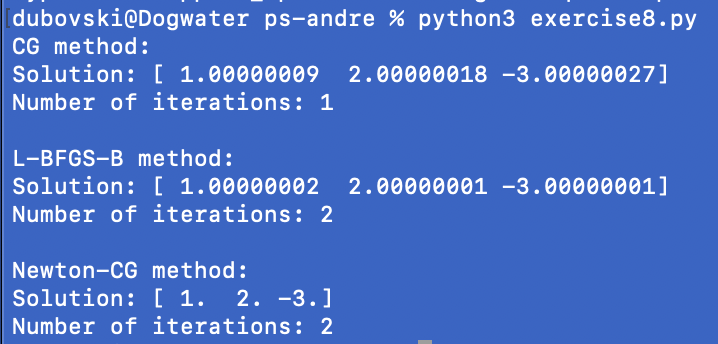 dubovski@Dogwater ps-andre % python3 exercise8.py
CG method:
Solution: [ 1.00000009  2.00000018 -3.00000027]
Number of iterations: 1
L-BFGS-B method:
Solution: [ 1.00000002  2.00000001 -3.00000001]
Number of iterations: 2
Newton-CG method:
Solution: [ 1.  2. -3.]
Number of iterations: 2